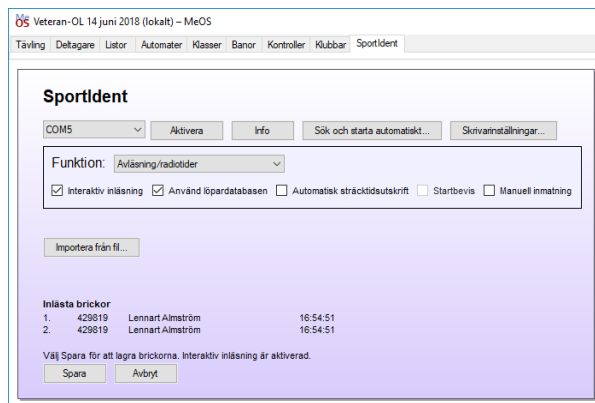 MeOS Veteran-OL 14 juni 2018 (lokalt) – MeOS
Tävling Deltagare Listor Automater Klasser Banor Kontroller Klubbar SportIdent
SportIdent
COM5 Aktivera Info Sök och starta automatiskt... Skrivarinställningar...
Funktion: Avläsning/radiotider
Interaktiv inläsning Använd löpardatabasen Automatisk sträcktidsutskrift Startbevis Manuell inmatning
Importera från fil...
Inlästa brickor
1. 429819 Lennart Almström 16:54:51
2. 429819 Lennart Almström 16:54:51
Välj Spara för att lagra brickorna. Interaktiv inläsning är aktiverad.
Spara Avbryt